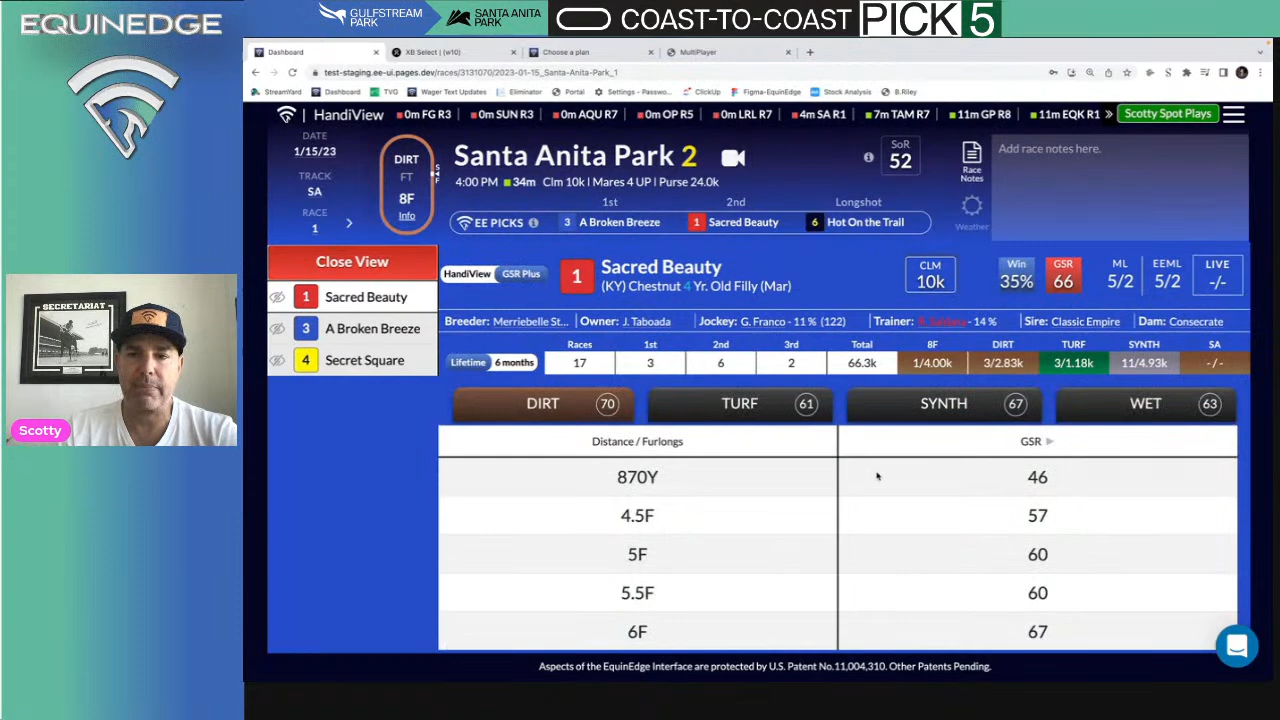 EQUINEDGE
GULFSTREAM PARK
SANTA ANITA PARK
COAST-TO-COAST PICK 5
Dashboard
XB Select | (w10)
Choose a plan
MultiPlayer
test-staging.ee-ui.pages.dev/races/3131070/2023-01-15_Santa-Anita-Park_1
StreamYard
Dashboard
TVG
Wager Text Updates
Eliminator
Portal
Settings - Passwo...
ClickUp
Figma-EquinEdge
Stock Analysis
B.Riley
HandiView
0m FG R3
0m SUN R3
0m AQU R7
0m OP R5
0m LRL R7
4m SA R1
7m TAM R7
11m GP R8
11m EQK R1
Scotty Spot Plays
DATE
1/15/23
TRACK
SA
RACE
1
DIRT
FT
8F
Info
S
F
Santa Anita Park 2
4:00 PM 34m Clm 10k | Mares 4 UP | Purse 24.0k
SoR
52
Race Notes
Weather
Add race notes here.
1st
2nd
Longshot
EE PICKS
3 A Broken Breeze
1 Sacred Beauty
6 Hot On the Trail
Close View
1 Sacred Beauty
3 A Broken Breeze
4 Secret Square
HandiView GSR Plus
1
Sacred Beauty
(KY) Chestnut 4 Yr. Old Filly (Mar)
CLM
10k
Win
35%
GSR
66
ML
5/2
EEML
5/2
LIVE
-/-
Breeder: Merriebelle St...
Owner: J. Taboada
Jockey: G. Franco - 11 % (122)
Trainer: - 14 %
Sire: Classic Empire
Dam: Consecrate
Races 1st 2nd 3rd Total 8F DIRT TURF SYNTH SA
Lifetime 6 months 17 3 6 2 66.3k 1/4.00k 3/2.83k 3/1.18k 11/4.93k -/-
DIRT 70
TURF 61
SYNTH 67
WET 63
Distance / Furlongs GSR
870Y 46
4.5F 57
5F 60
5.5F 60
6F 67
Aspects of the EquinEdge Interface are protected by U.S. Patent No.11,004,310. Other Patents Pending.
SECRETARIAT
Scotty